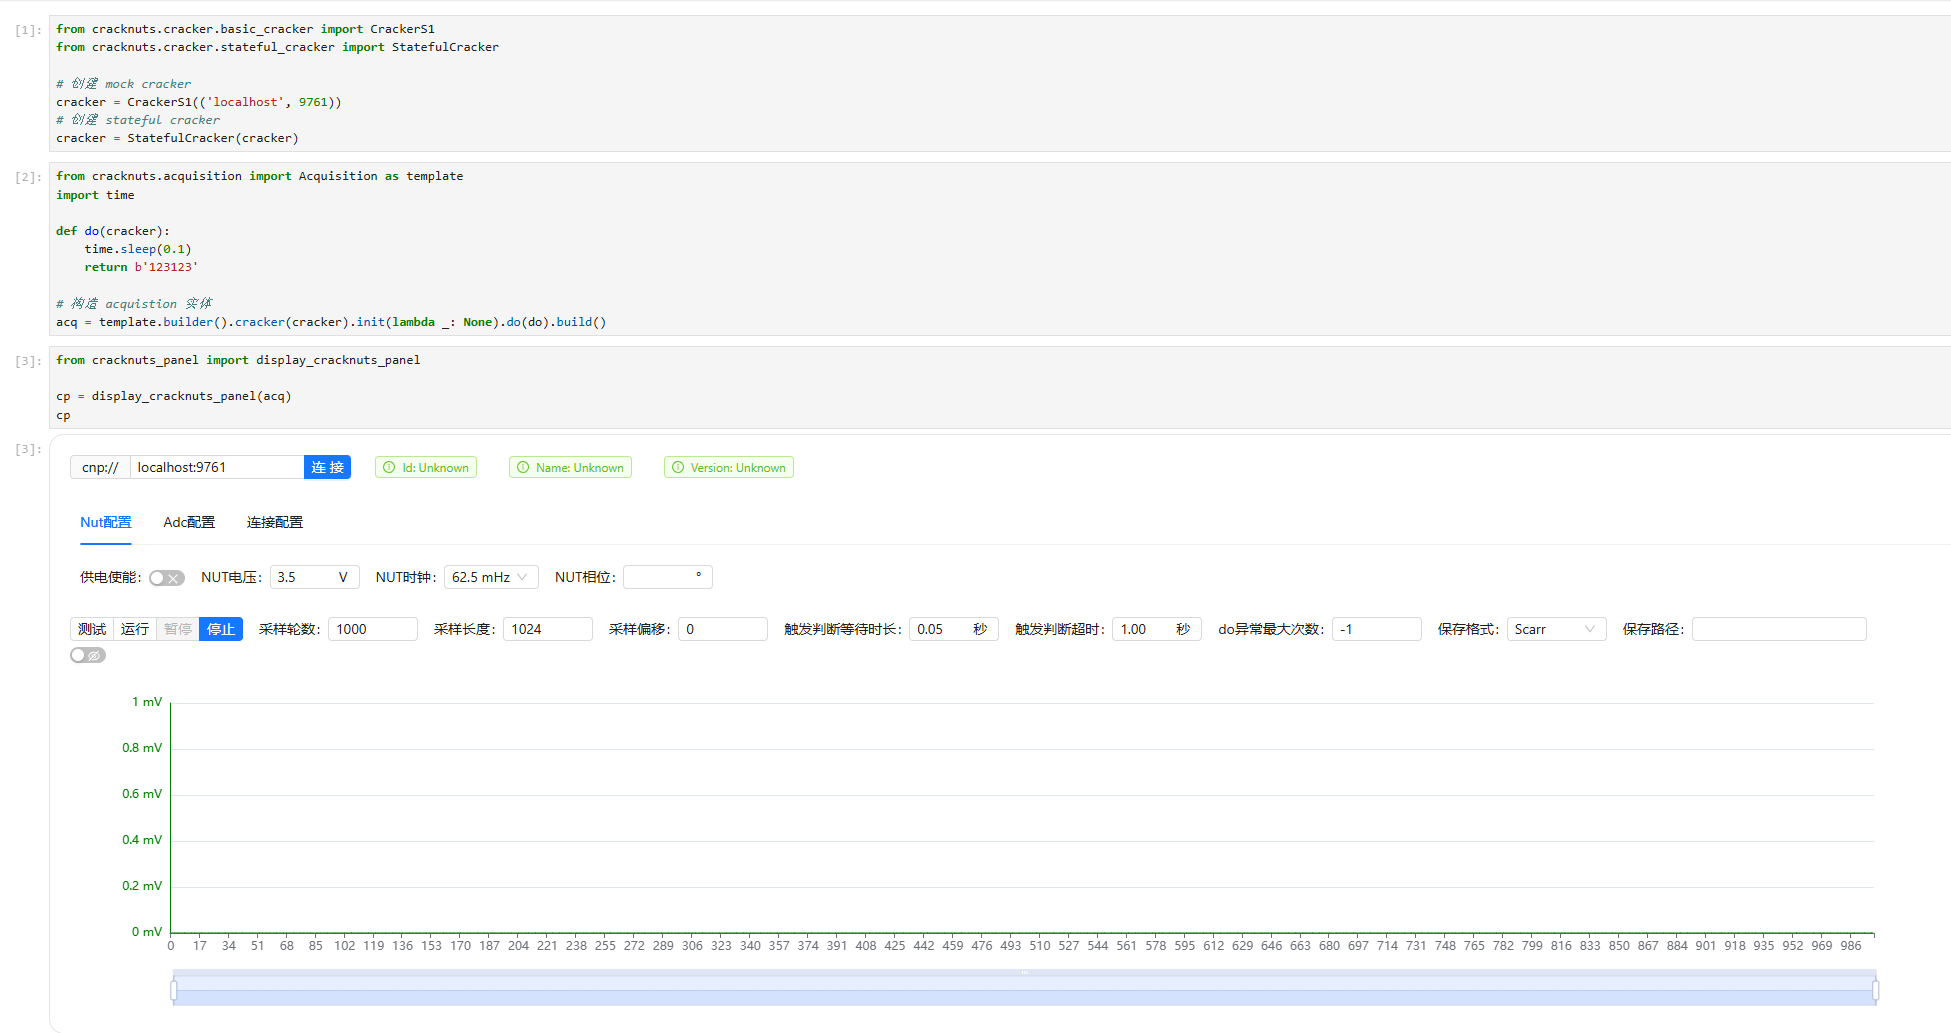 [1]:
from cracknuts.cracker.basic_cracker import CrackerS1
from cracknuts.cracker.stateful_cracker import StatefulCracker
# 创建 mock cracker
cracker = CrackerS1(('localhost', 9761))
# 创建 stateful cracker
cracker = StatefulCracker(cracker)
[2]:
from cracknuts.acquisition import Acquisition as template
import time
def do(cracker):
    time.sleep(0.1)
    return b'123123'
# 构造 acquistion 实体
acq = template.builder().cracker(cracker).init(lambda _: None).do(do).build()
[3]:
from cracknuts_panel import display_cracknuts_panel
cp = display_cracknuts_panel(acq)
cp
[3]:
cnp:// localhost:9761 连 接 Id: Unknown Name: Unknown Version: Unknown
Nut配置 Adc配置 连接配置
供电使能: NUT电压: 3.5 V NUT时钟: 62.5 mHz NUT相位: °
测试 运行 暂停 停止 采样轮数: 1000 采样长度: 1024 采样偏移: 0 触发判断等待时长: 0.05 秒 触发判断超时: 1.00 秒 do异常最大次数: -1 保存格式: Scarr 保存路径:
1 mV
0.8 mV
0.6 mV
0.4 mV
0.2 mV
0 mV
0 17 34 51 68 85 102 119 136 153 170 187 204 221 238 255 272 289 306 323 340 357 374 391 408 425 442 459 476 493 510 527 544 561 578 595 612 629 646 663 680 697 714 731 748 765 782 799 816 833 850 867 884 901 918 935 952 969 986